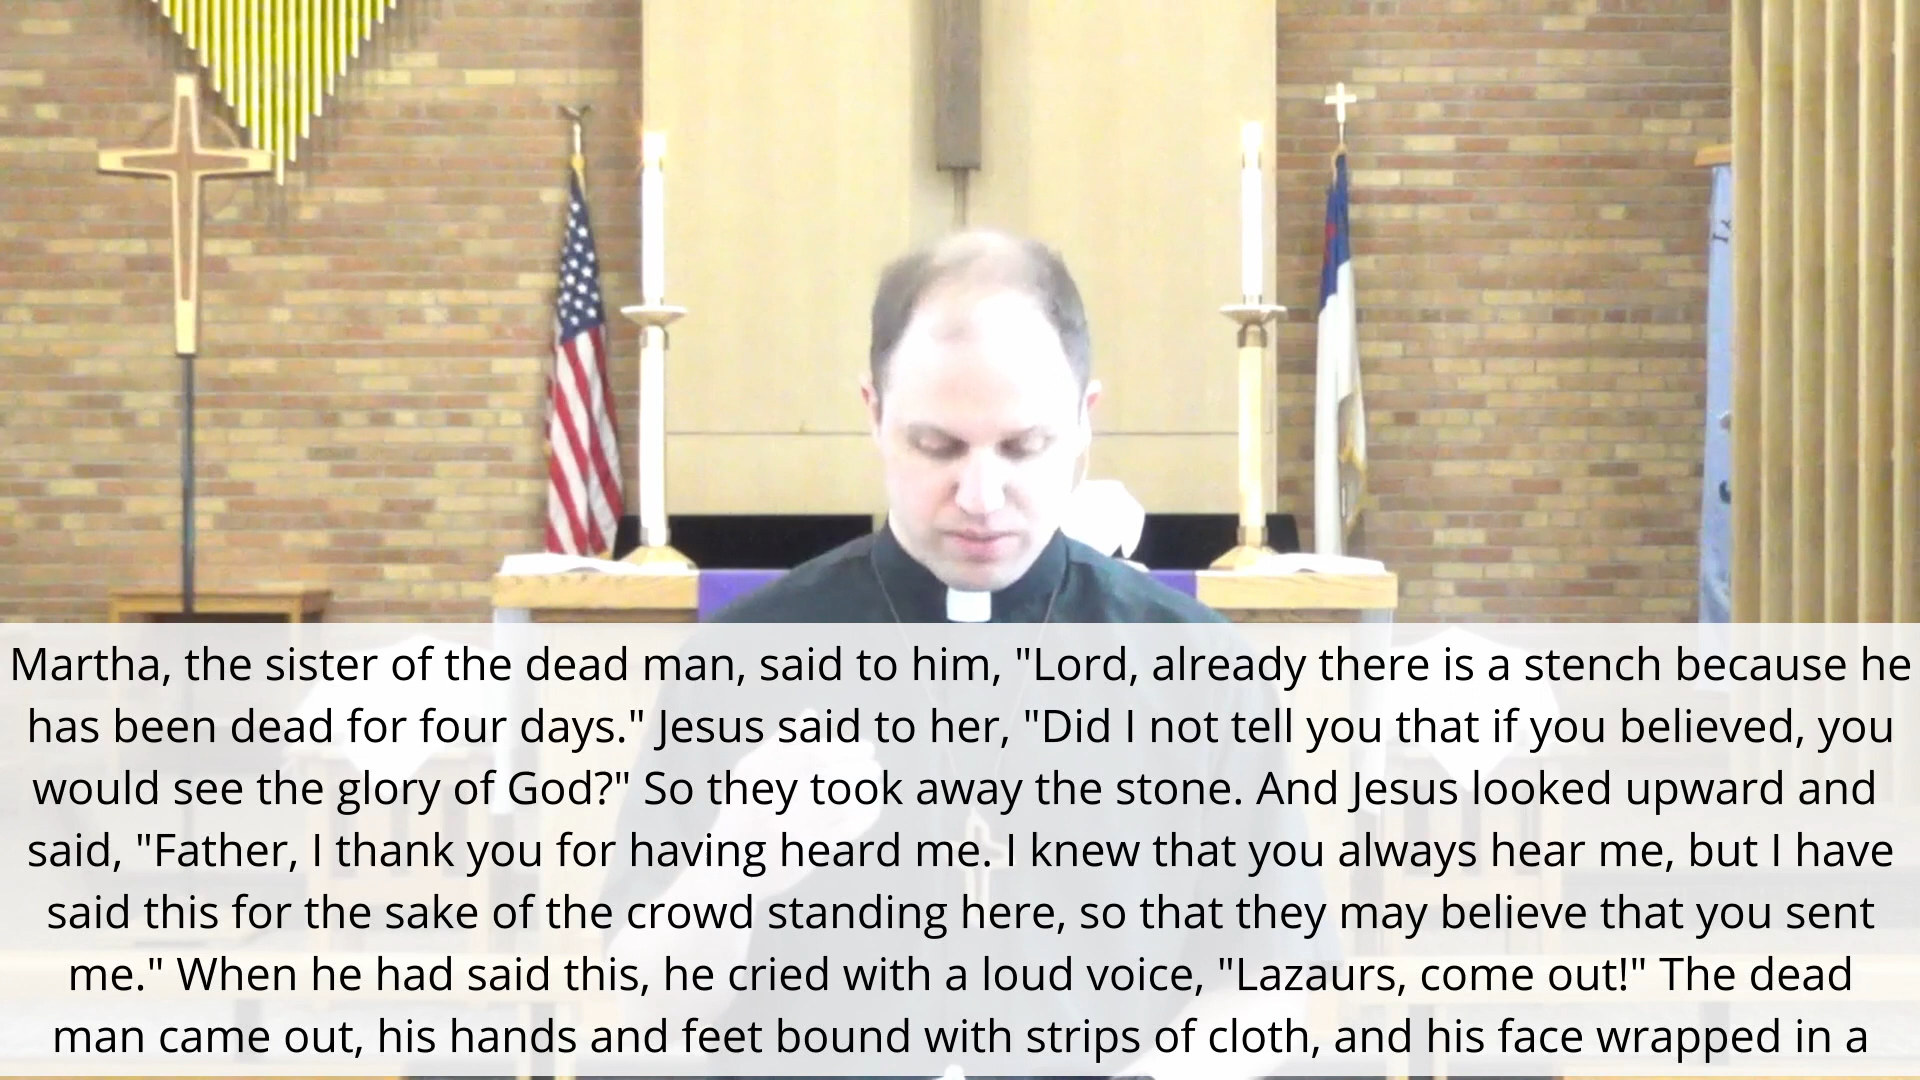 Martha, the sister of the dead man, said to him, "Lord, already there is a stench because he
has been dead for four days." Jesus said to her, "Did I not tell you that if you believed, you
would see the glory of God?" So they took away the stone. And Jesus looked upward and
said, "Father, I thank you for having heard me. I knew that you always hear me, but I have
said this for the sake of the crowd standing here, so that they may believe that you sent
me." When he had said this, he cried with a loud voice, "Lazaurs, come out!" The dead
man came out, his hands and feet bound with strips of cloth, and his face wrapped in a